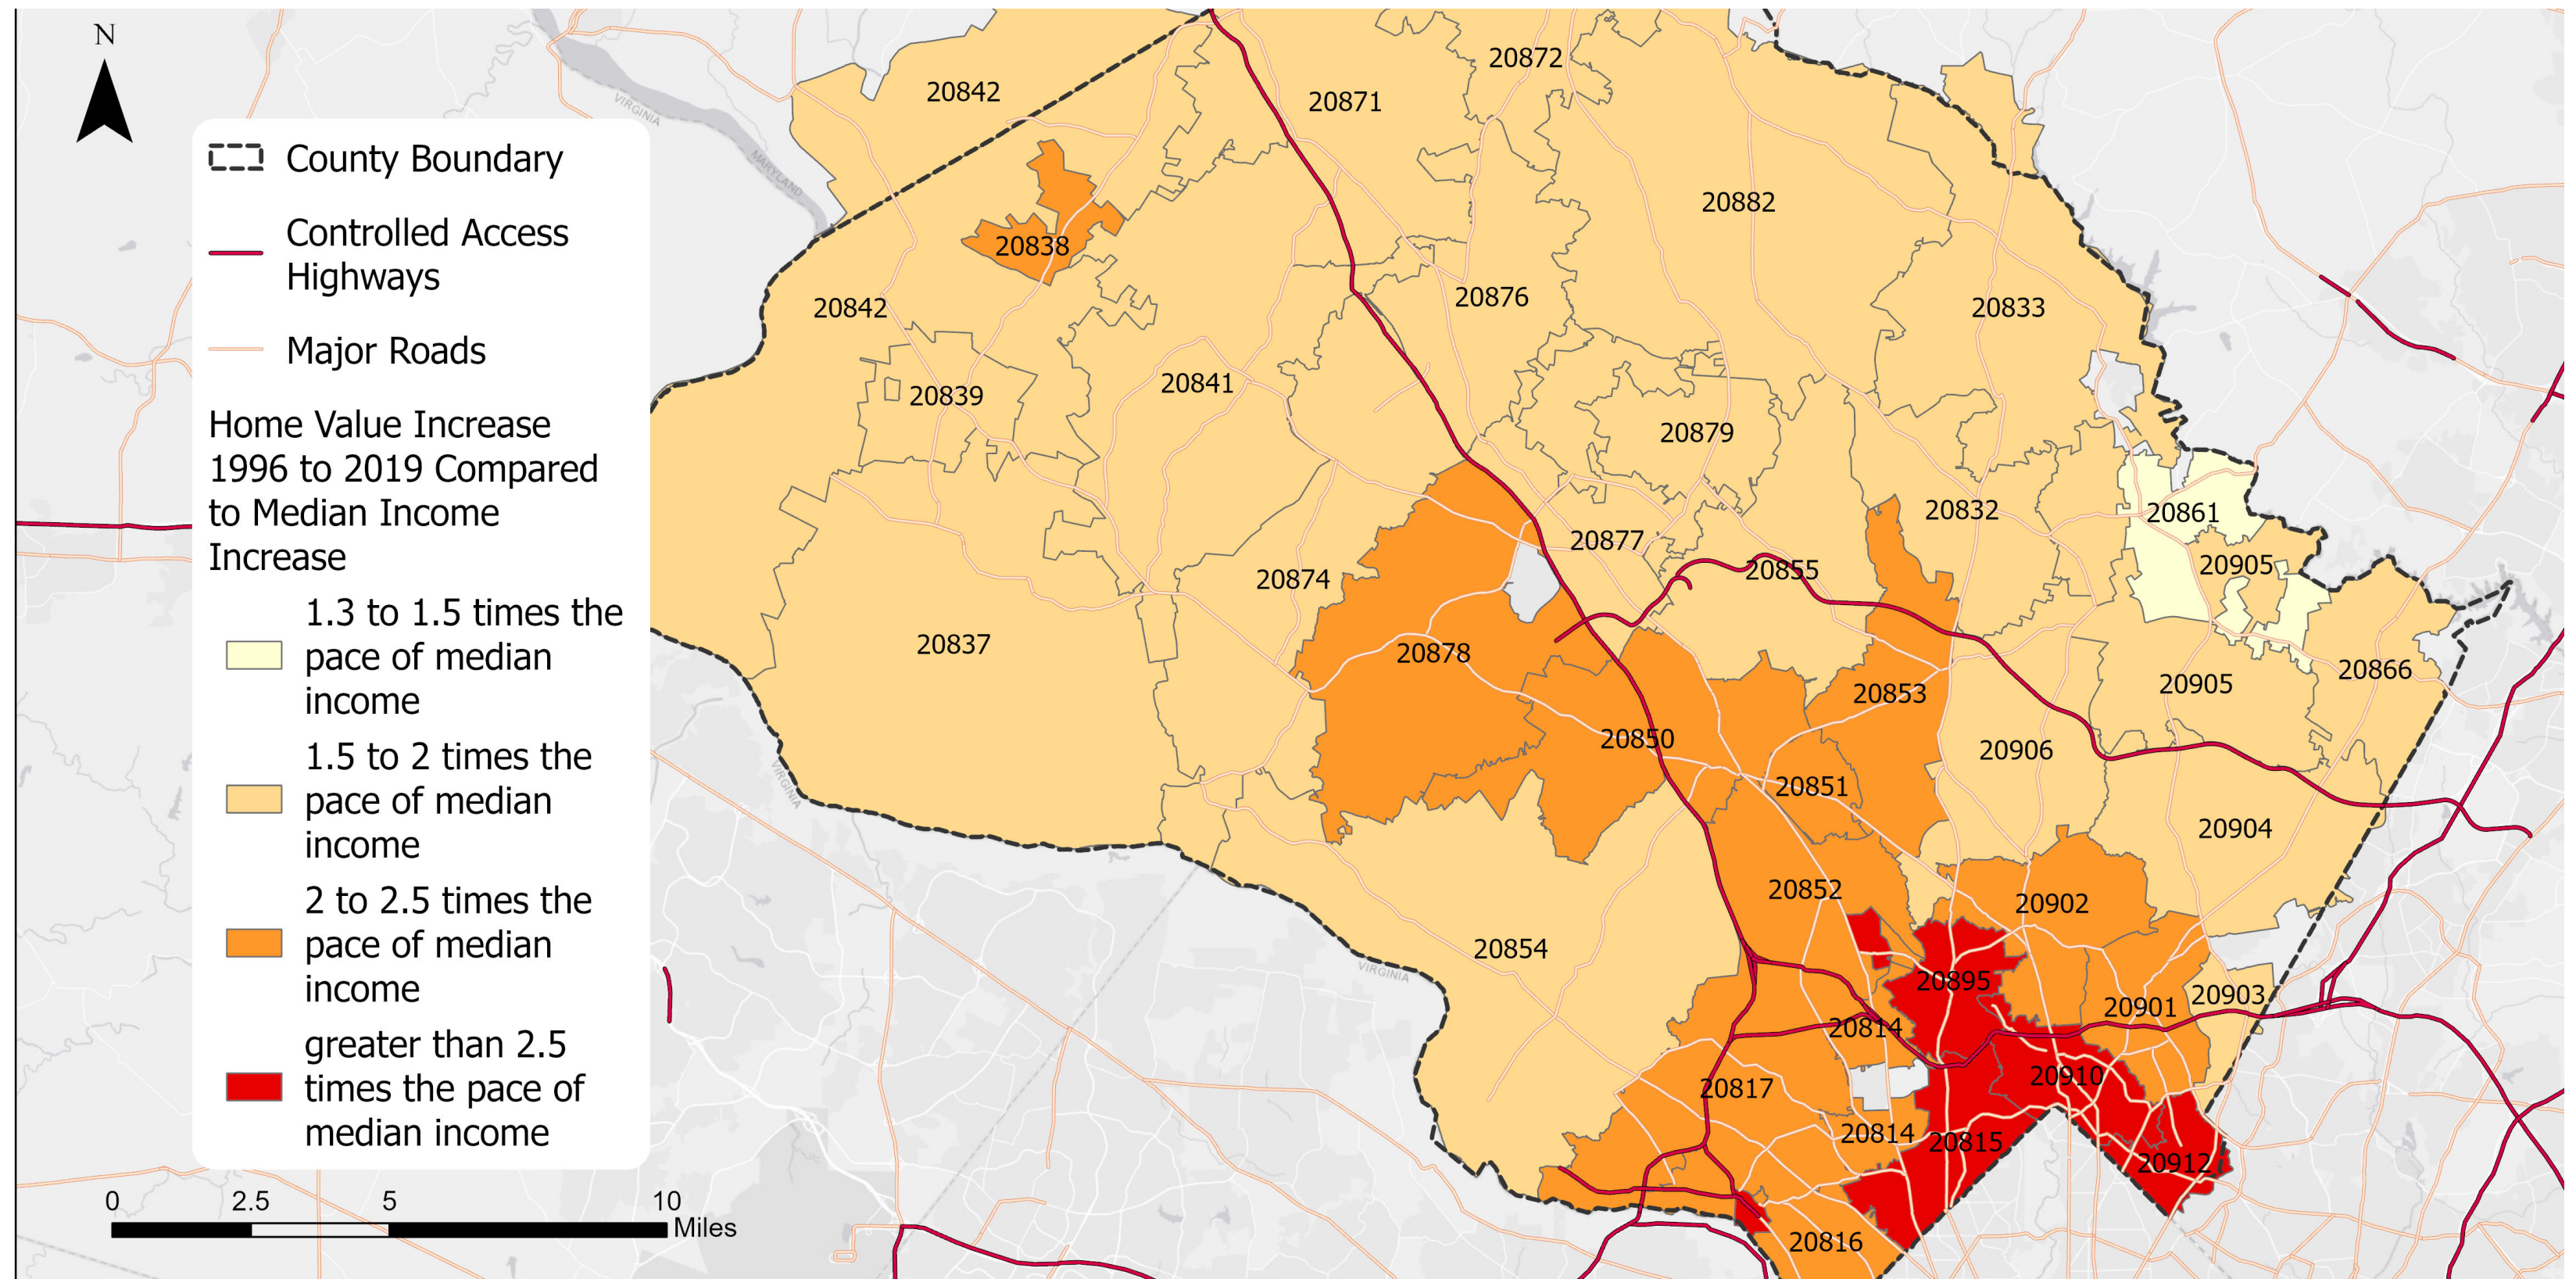 N
County Boundary
Controlled Access
Highways
Major Roads
Home Value Increase
1996 to 2019 Compared
to Median Income
Increase
1.3 to 1.5 times the
pace of median
income
1.5 to 2 times the
pace of median
income
2 to 2.5 times the
pace of median
income
greater than 2.5
times the pace of
median income
0 2.5 5 10
Miles
20872
20842
20871
VIRGINIA
MARYLAND
20882
20838
20876
20842
20833
20841
20839
20879
20832
20861
20877
20905
20855
20874
20837
20878
20866
20905
20853
20850
20906
VIRGINIA
20851
20904
20852
20902
20854
VIRGINIA
20895
20903
20901
20814
20910
20817
20814
20815
20912
20816